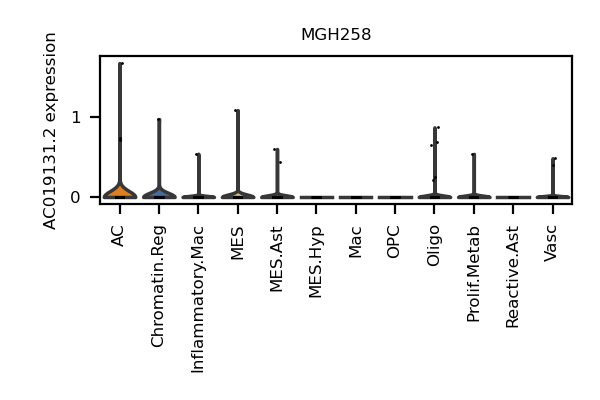 MGH258
AC019131.2 expression
1
0
AC
Chromatin.Reg
Inflammatory.Mac
MES
MES.Ast
MES.Hyp
Mac
OPC
Oligo
Prolif.Metab
Reactive.Ast
Vasc